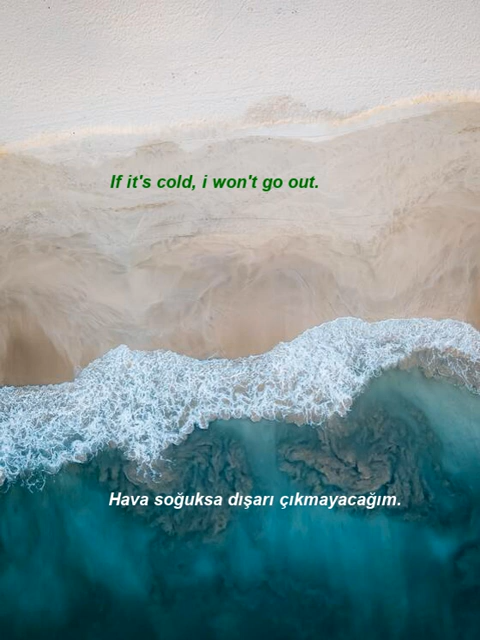 If it's cold, i won't go out.
Hava soğuksa dışarı çıkmayacağım.